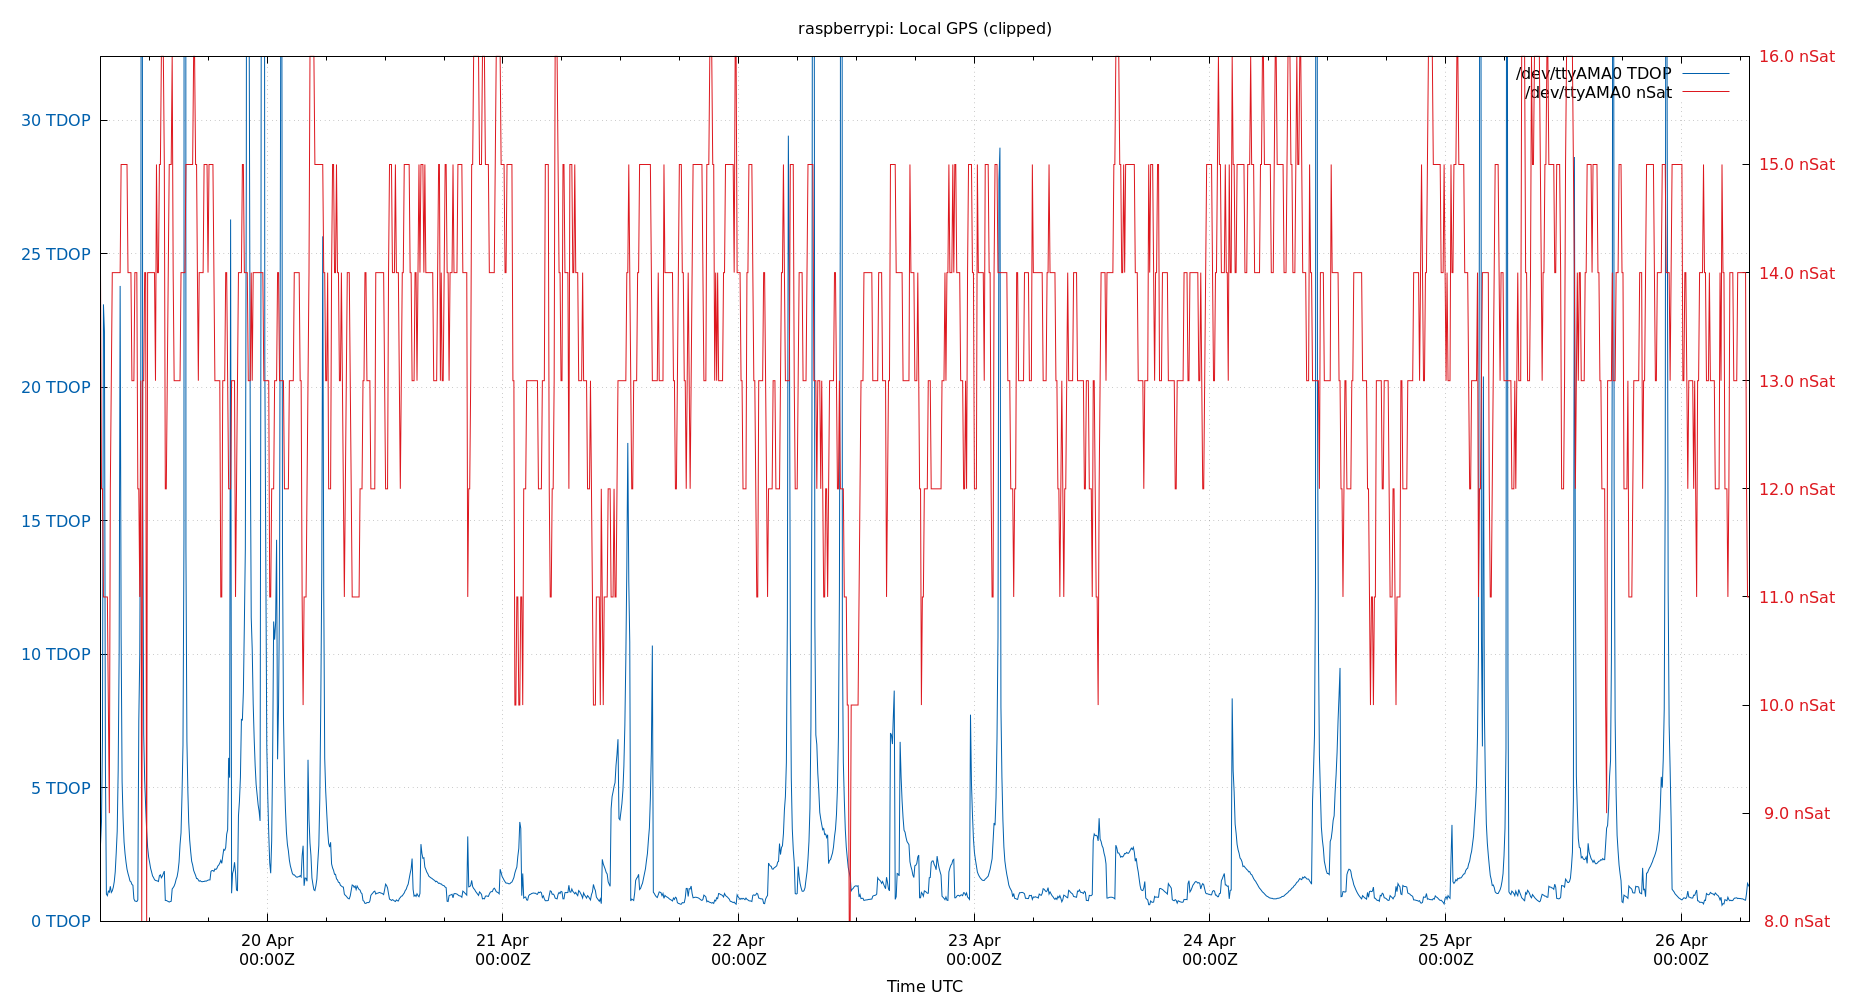 raspberrypi: Local GPS (clipped)
/dev/ttyAMA0 TDOP
/dev/ttyAMA0 nSat
30 TDOP
25 TDOP
20 TDOP
15 TDOP
10 TDOP
5 TDOP
0 TDOP
16.0 nSat
15.0 nSat
14.0 nSat
13.0 nSat
12.0 nSat
11.0 nSat
10.0 nSat
9.0 nSat
8.0 nSat
20 Apr
00:00Z
21 Apr
00:00Z
22 Apr
00:00Z
23 Apr
00:00Z
24 Apr
00:00Z
25 Apr
00:00Z
26 Apr
00:00Z
Time UTC